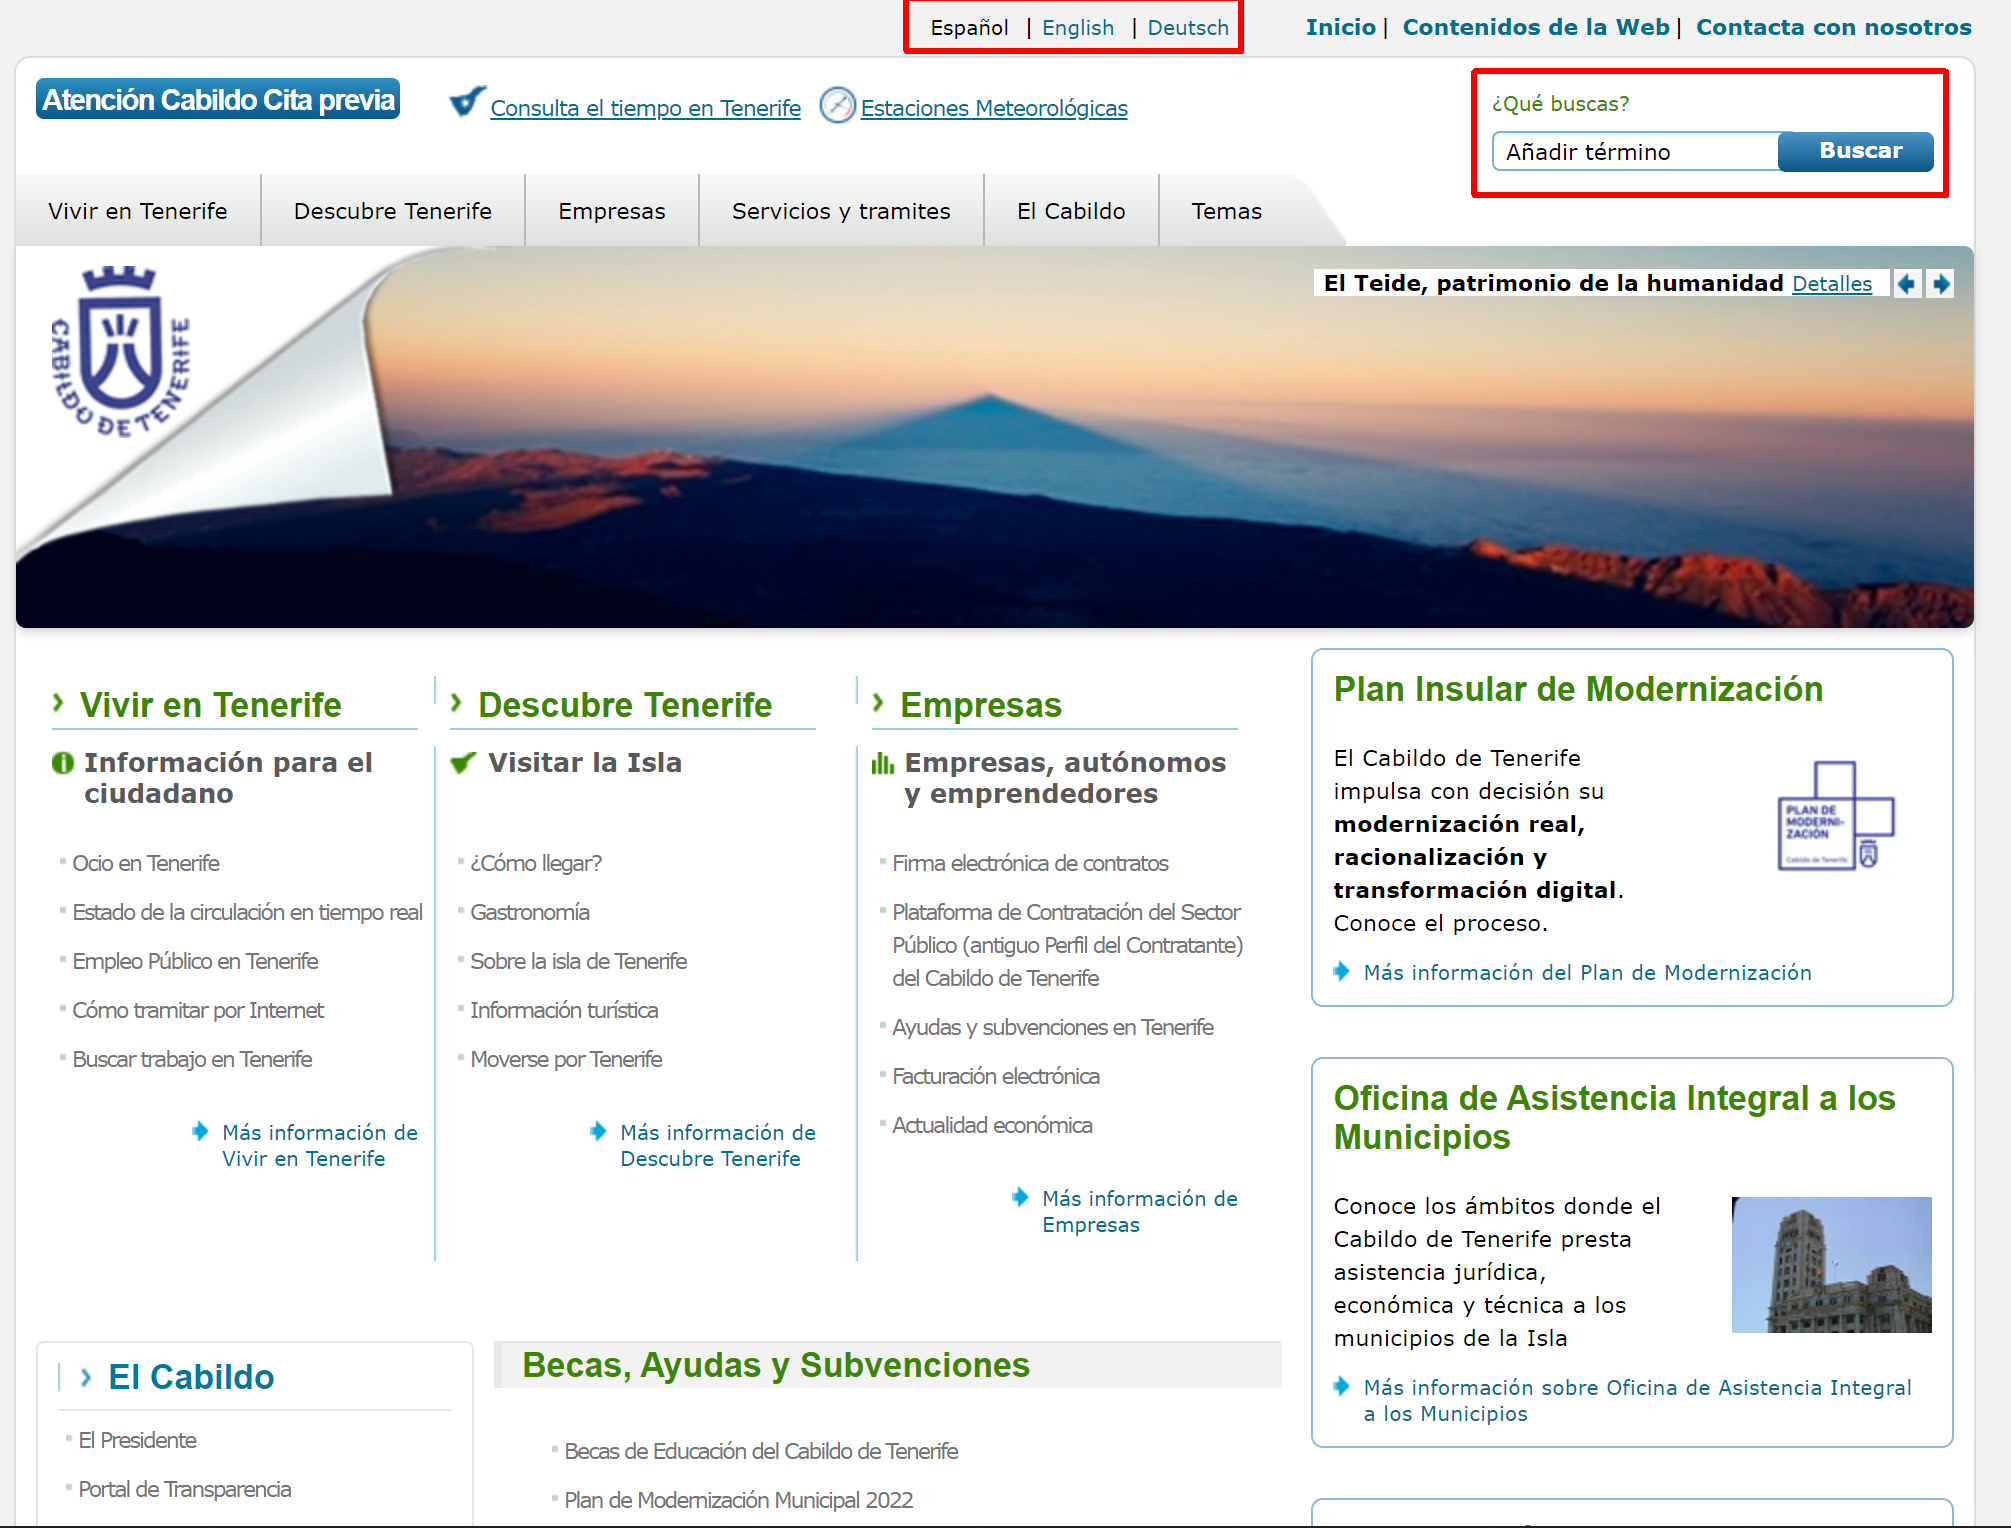 Español | English | Deutsch
Inicio | Contenidos de la Web | Contacta con nosotros
Atención Cabildo Cita previa
Consulta el tiempo en Tenerife
Estaciones Meteorológicas
¿Qué buscas?
Añadir término
Buscar
Vivir en Tenerife
Descubre Tenerife
Empresas
Servicios y tramites
El Cabildo
Temas
CABILDO DE TENERIFE
El Teide, patrimonio de la humanidad Detalles
Vivir en Tenerife
Información para el
ciudadano
Ocio en Tenerife
Estado de la circulación en tiempo real
Empleo Público en Tenerife
Cómo tramitar por Internet
Buscar trabajo en Tenerife
Más información de
Vivir en Tenerife
Descubre Tenerife
Visitar la Isla
¿Cómo llegar?
Gastronomía
Sobre la isla de Tenerife
Información turística
Moverse por Tenerife
Más información de
Descubre Tenerife
Empresas
Empresas, autónomos
y emprendedores
Firma electrónica de contratos
Plataforma de Contratación del Sector
Público (antiguo Perfil del Contratante)
del Cabildo de Tenerife
Ayudas y subvenciones en Tenerife
Facturación electrónica
Actualidad económica
Más información de
Empresas
Plan Insular de Modernización
El Cabildo de Tenerife
impulsa con decisión su
modernización real,
racionalización y
transformación digital.
Conoce el proceso.
PLAN DE
MODERNI-
ZACIÓN
Cabildo de Tenerife
Más información del Plan de Modernización
Oficina de Asistencia Integral a los
Municipios
Conoce los ámbitos donde el
Cabildo de Tenerife presta
asistencia jurídica,
económica y técnica a los
municipios de la Isla
Más información sobre Oficina de Asistencia Integral
a los Municipios
El Cabildo
El Presidente
Portal de Transparencia
Becas, Ayudas y Subvenciones
Becas de Educación del Cabildo de Tenerife
Plan de Modernización Municipal 2022